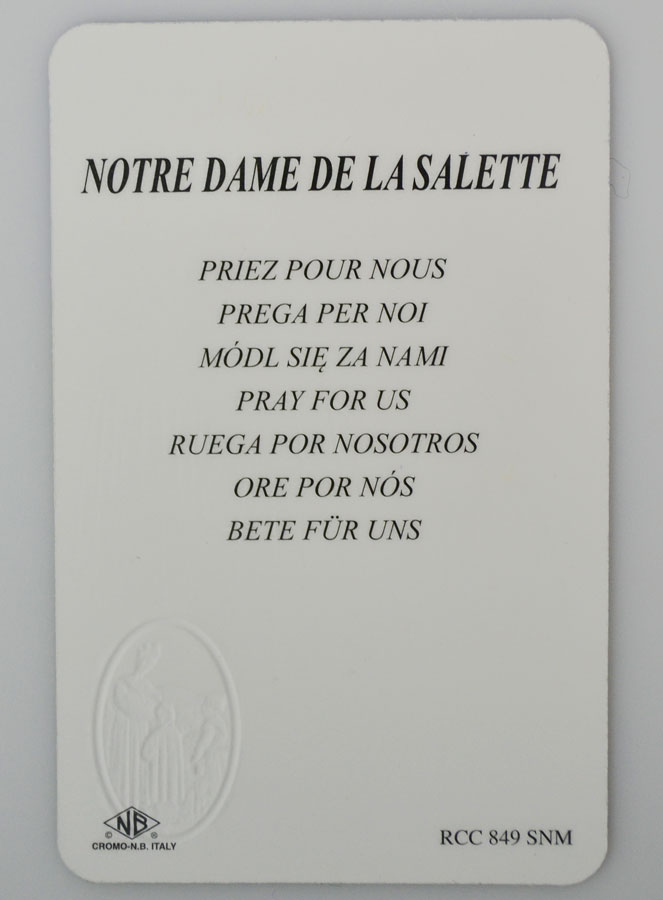 NOTRE DAME DE LA SALETTE
PRIEZ POUR NOUS
PREGA PER NOI
MÓDL SIĘ ZA NAMI
PRAY FOR US
RUEGA POR NOSOTROS
ORE POR NÓS
BETE FÜR UNS
NB
© ®
CROMO-N.B. ITALY
RCC 849 SNM